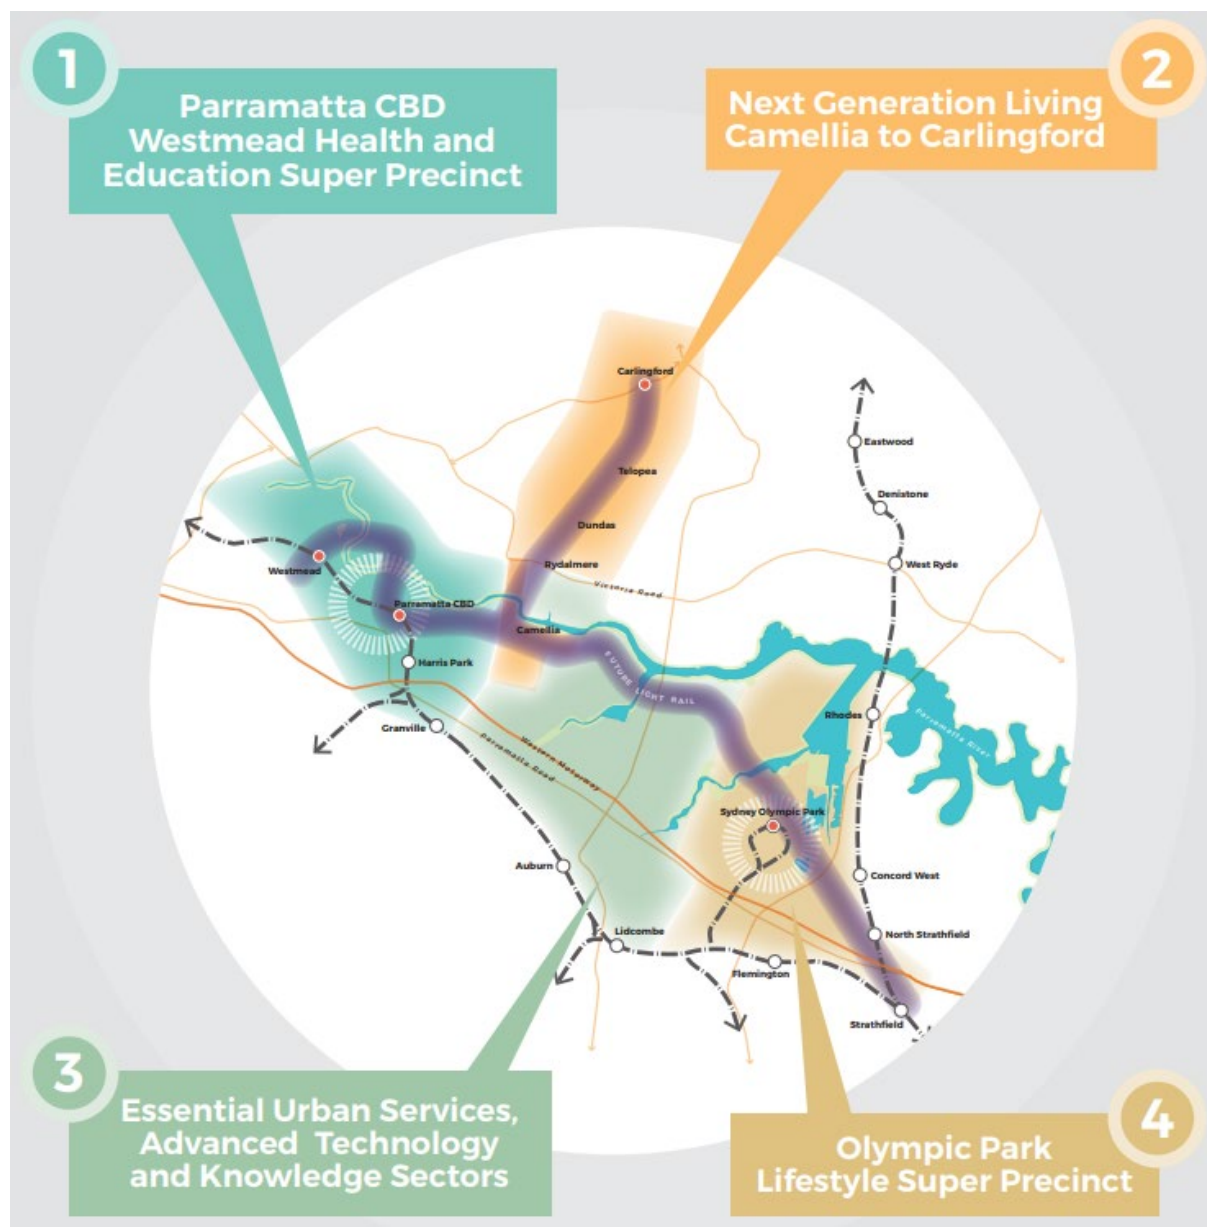 1
Parramatta CBD
Westmead Health and
Education Super Precinct
2
Next Generation Living
Camellia to Carlingford
Carlingford
Eastwood
Telopea
Denistone
Dundas
Rydalmere
West Ryde
Westmead
Victoria Road
Parramatta CBD
Camellia
Harris Park
FUTURE LIGHT RAIL
Rhodes
Parramatta River
Granville
Western Motorway
Parramatta Road
Sydney Olympic Park
Auburn
Concord West
Lidcombe
North Strathfield
Flemington
Strathfield
3
Essential Urban Services,
Advanced Technology
and Knowledge Sectors
4
Olympic Park
Lifestyle Super Precinct